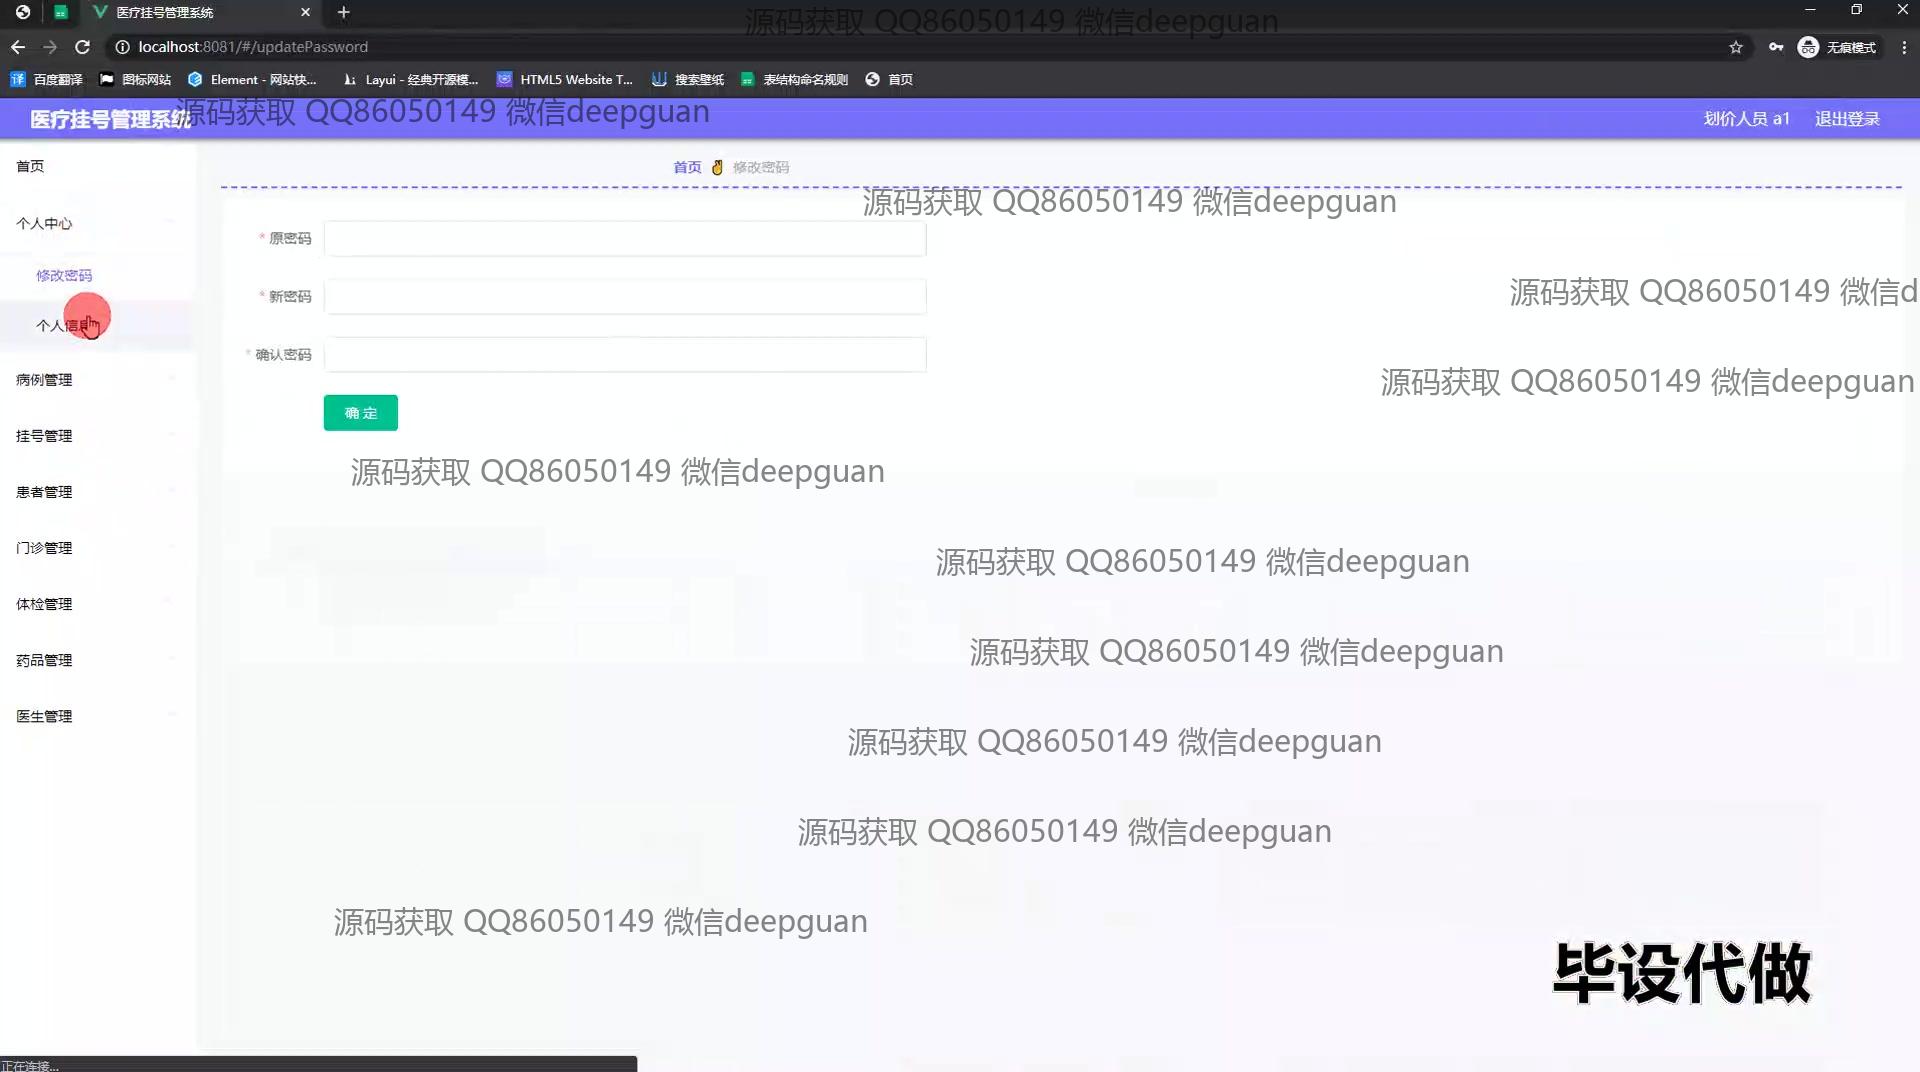 医疗挂号管理系统
源码获取 QQ86050149 微信deepguan
localhost:8081/#/updatePassword
无痕模式
百度翻译 图标网站 Element - 网站快... Layui - 经典开源模... HTML5 Website T... 搜索壁纸 表结构命名规则 首页
医疗挂号管理系统
源码获取 QQ86050149 微信deepguan
划价人员 a1 退出登录
首页
首页 修改密码
源码获取 QQ86050149 微信deepguan
个人中心
* 原密码
修改密码
* 新密码
源码获取 QQ86050149 微信d
个人信息
* 确认密码
病例管理
源码获取 QQ86050149 微信deepguan
确 定
挂号管理
源码获取 QQ86050149 微信deepguan
患者管理
门诊管理
源码获取 QQ86050149 微信deepguan
体检管理
药品管理
源码获取 QQ86050149 微信deepguan
医生管理
源码获取 QQ86050149 微信deepguan
源码获取 QQ86050149 微信deepguan
源码获取 QQ86050149 微信deepguan
毕设代做
正在连接...